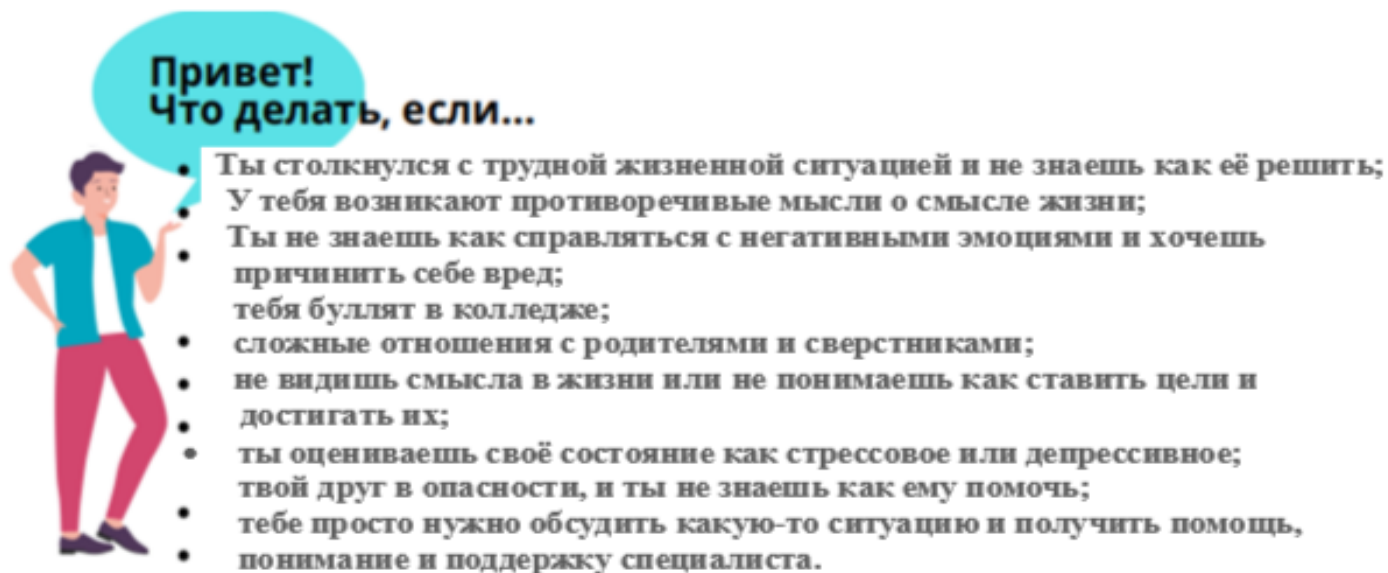 Привет!
Что делать, если...
• Ты столкнулся с трудной жизненной ситуацией и не знаешь как её решить;
• У тебя возникают противоречивые мысли о смысле жизни;
• Ты не знаешь как справляться с негативными эмоциями и хочешь
причинить себе вред;
тебя буллят в колледже;
• сложные отношения с родителями и сверстниками;
• не видишь смысла в жизни или не понимаешь как ставить цели и
• достигать их;
• ты оцениваешь своё состояние как стрессовое или депрессивное;
твой друг в опасности, и ты не знаешь как ему помочь;
• тебе просто нужно обсудить какую-то ситуацию и получить помощь,
• понимание и поддержку специалиста.